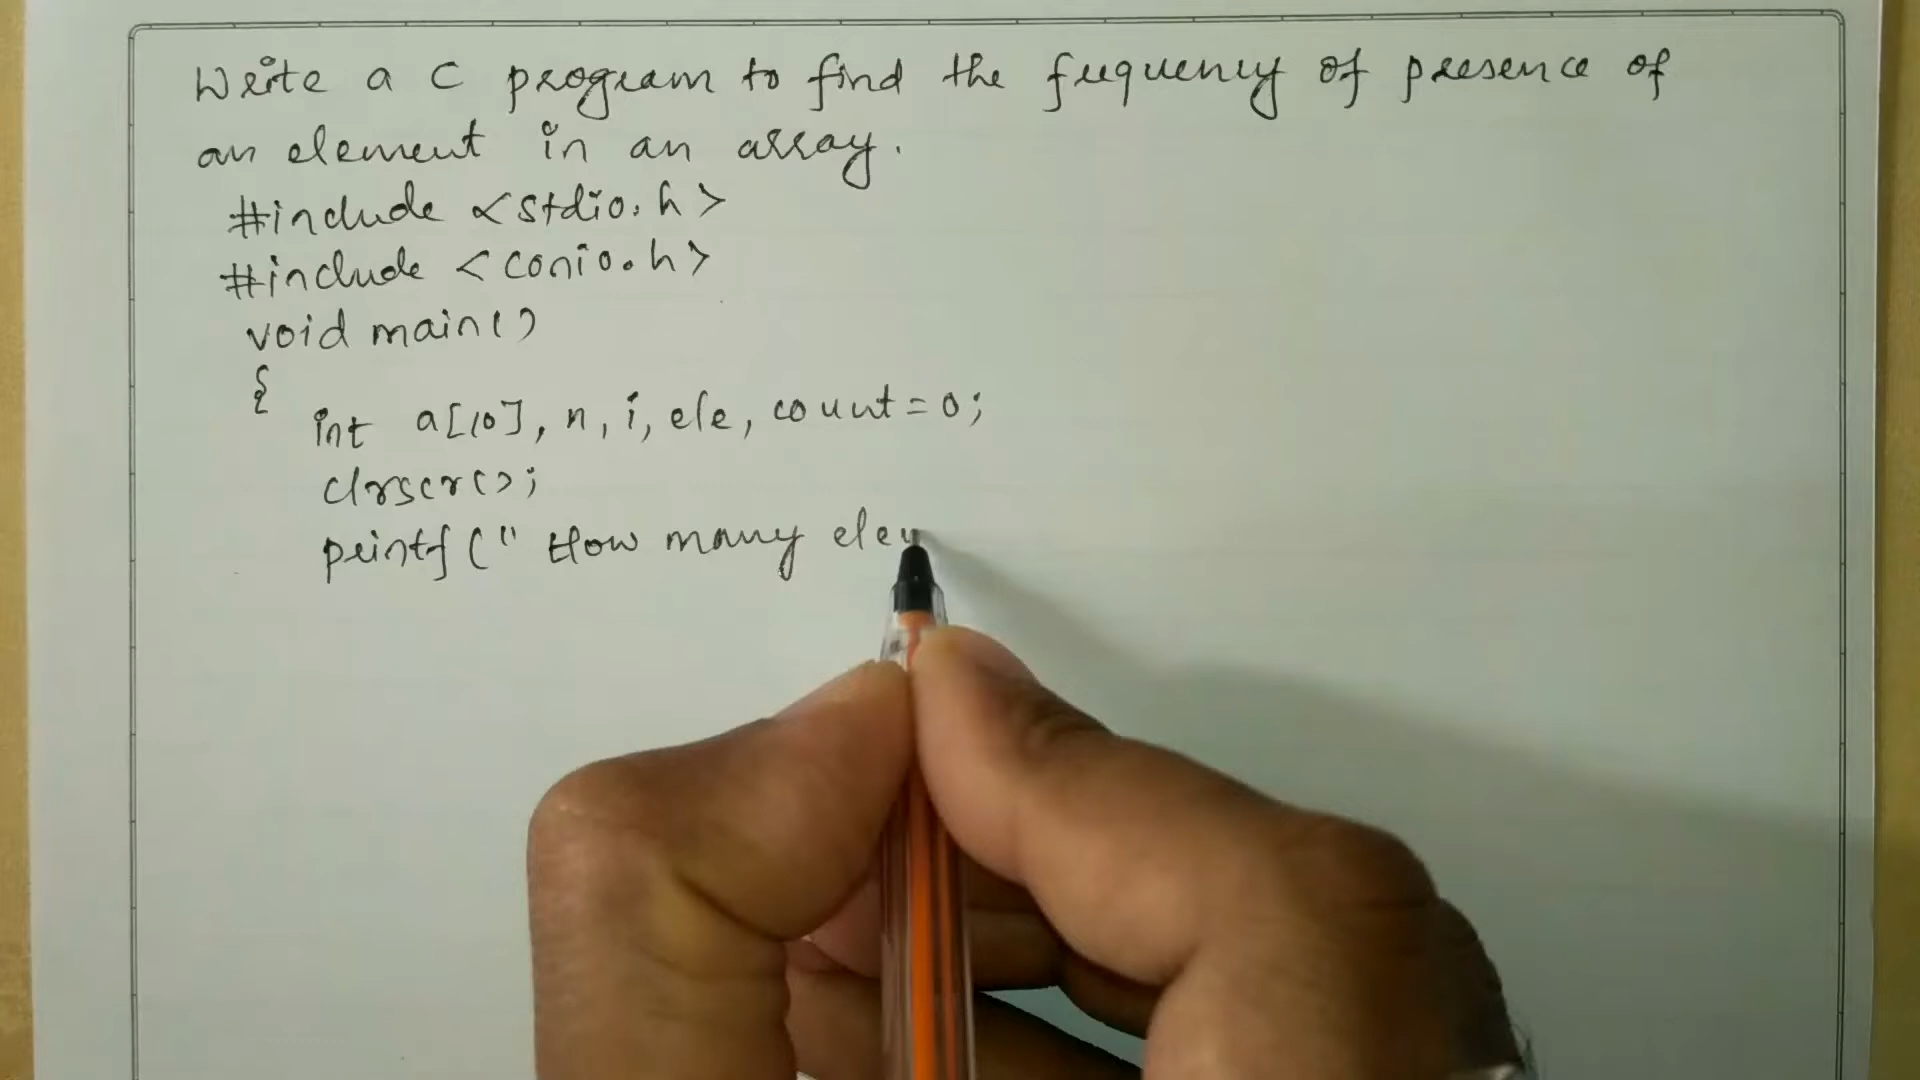 Write a C program to find the frequency of presence of
an element in an array.
#include <stdio.h>
#include <conio.h>
void main()
{
int a[10], n, i, ele, count=0;
clrscr();
printf(" How many elem